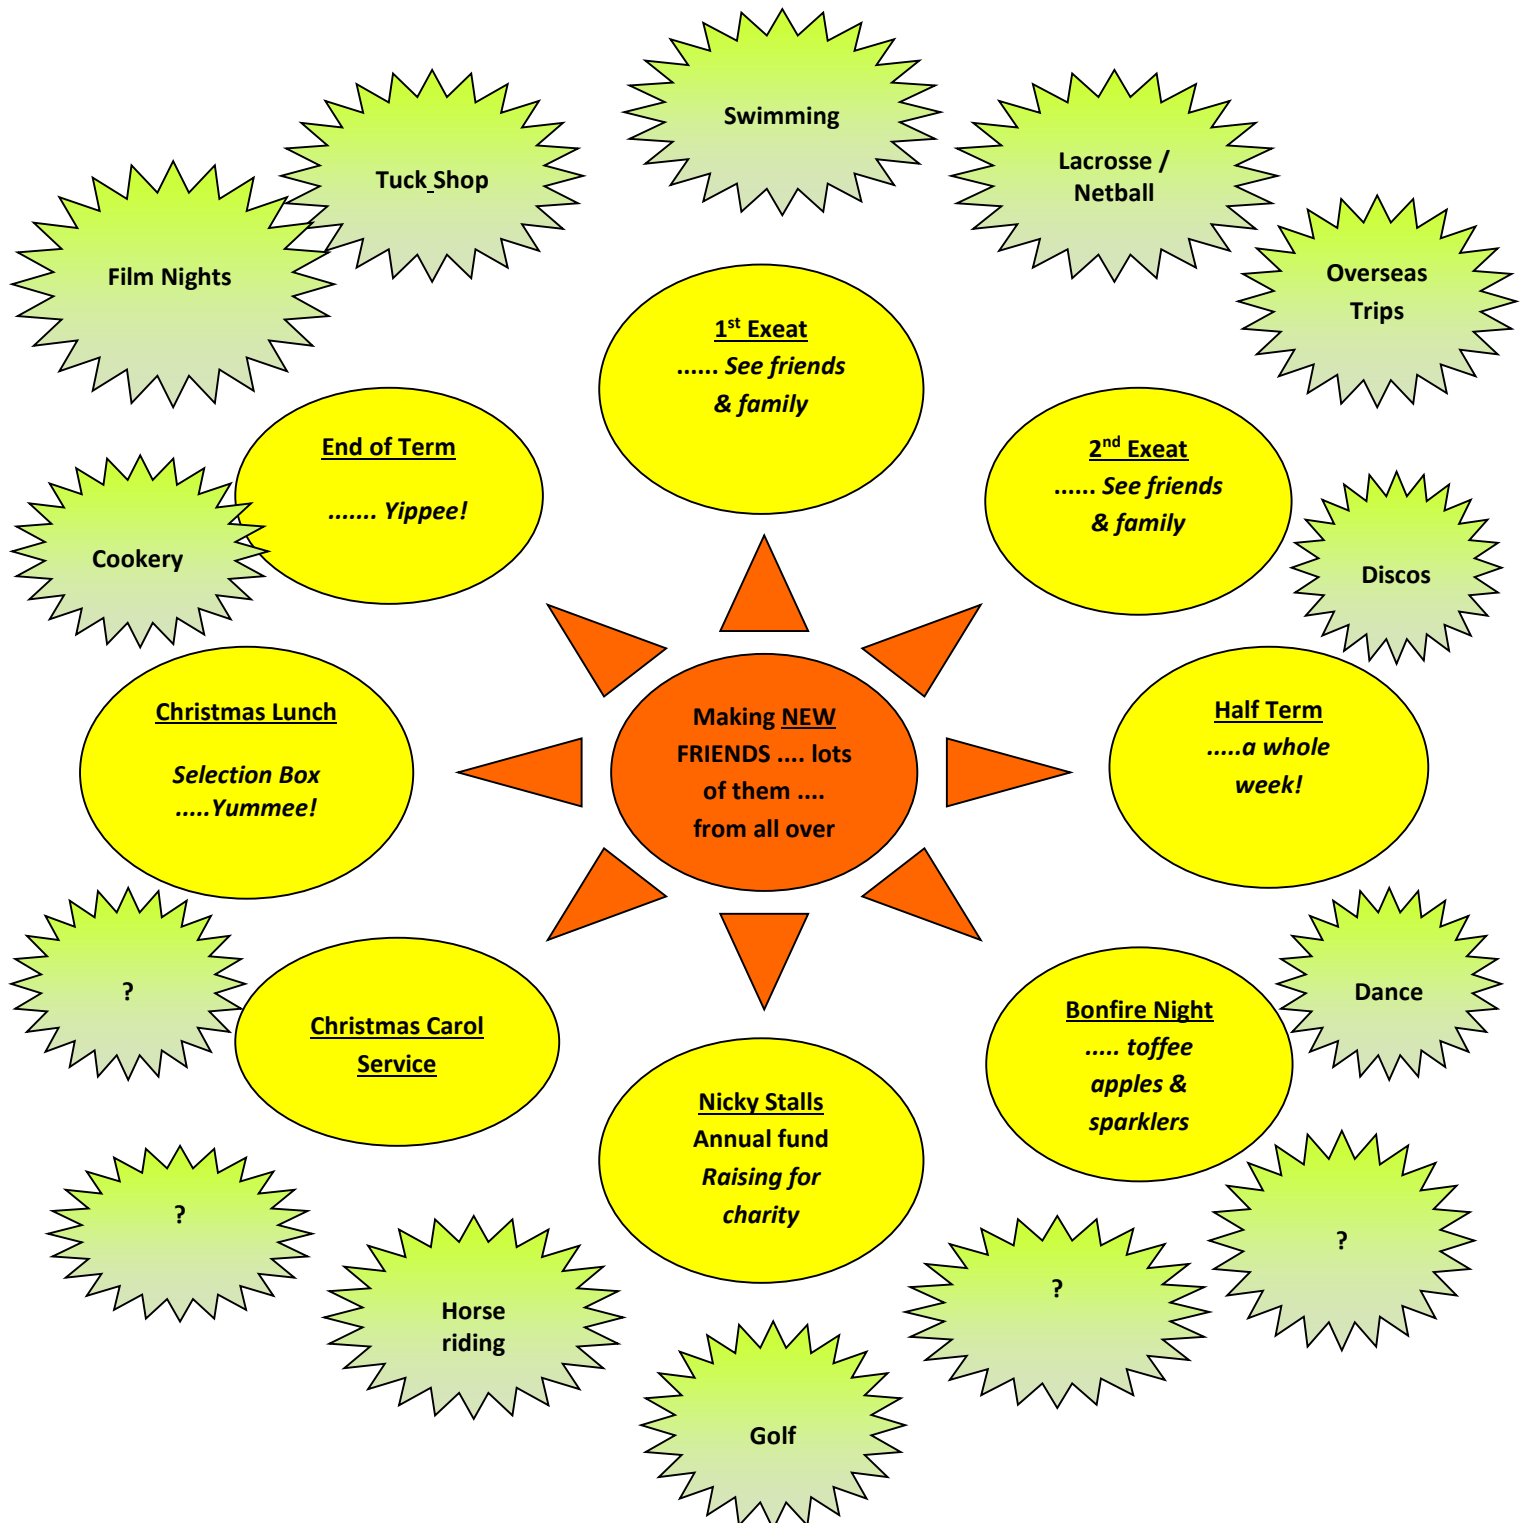 Swimming
Tuck Shop
Lacrosse /
Netball
Film Nights
Overseas
Trips
1st Exeat
...... See friends
& family
End of Term
....... Yippee!
2nd Exeat
...... See friends
& family
Cookery
Discos
Christmas Lunch
Selection Box
.....Yummee!
Making NEW
FRIENDS .... lots
of them ....
from all over
Half Term
.....a whole
week!
?
Dance
Christmas Carol
Service
Bonfire Night
..... toffee
apples &
sparklers
Nicky Stalls
Annual fund
Raising for
charity
?
Horse
riding
?
?
Golf